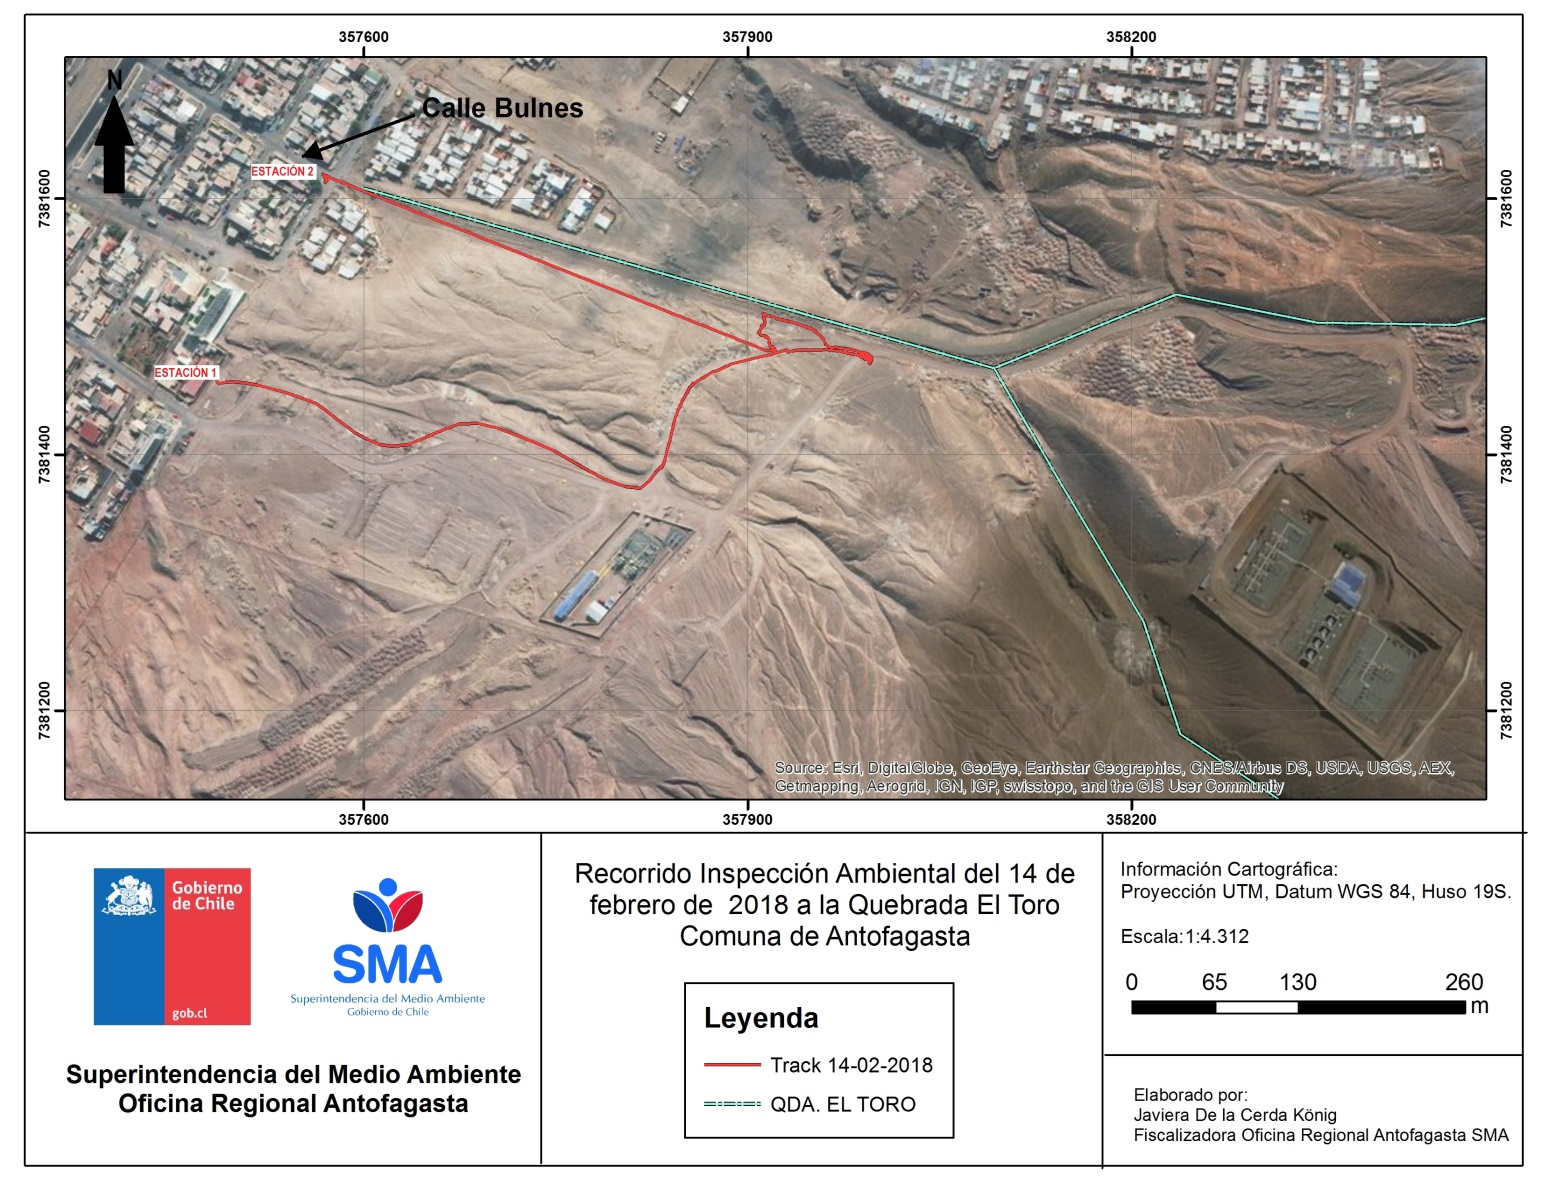 357600
357900
358200
N
Calle Bulnes
ESTACIÓN 2
7381600
7381600
ESTACIÓN 1
7381400
7381400
7381200
7381200
Source: Esri, DigitalGlobe, GeoEye, Earthstar Geographics, CNES/Airbus DS, USDA, USGS, AEX,
Getmapping, Aerogrid, IGN, IGP, swisstopo, and the GIS User Community
357600
357900
358200
Gobierno
de Chile
gob.cl
SMA
Superintendencia del Medio Ambiente
Gobierno de Chile
Superintendencia del Medio Ambiente
Oficina Regional Antofagasta
Recorrido Inspección Ambiental del 14 de
febrero de  2018 a la Quebrada El Toro
Comuna de Antofagasta
Leyenda
Track 14-02-2018
QDA. EL TORO
Información Cartográfica:
Proyección UTM, Datum WGS 84, Huso 19S.
Escala:1:4.312
0 65 130 260
m
Elaborado por:
Javiera De la Cerda König
Fiscalizadora Oficina Regional Antofagasta SMA